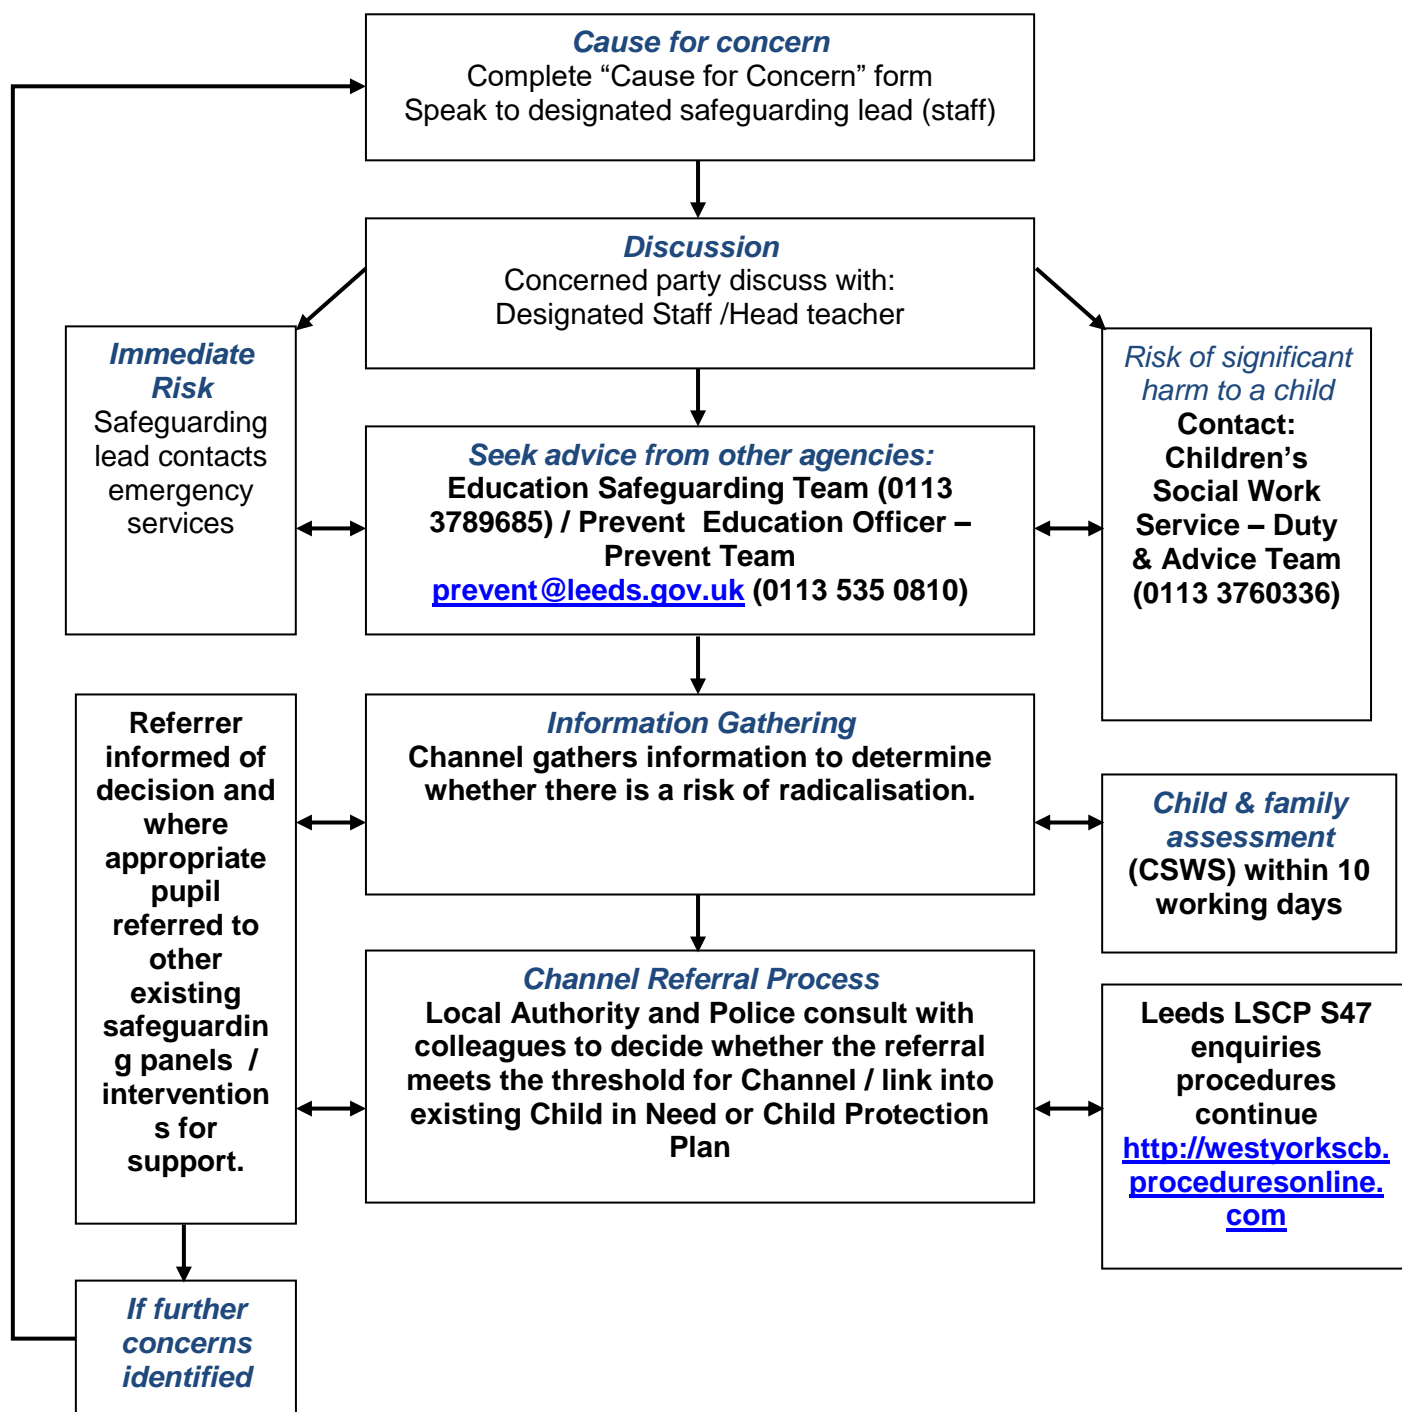 Cause for concern
Complete “Cause for Concern” form
Speak to designated safeguarding lead (staff)
Discussion
Concerned party discuss with:
Designated Staff /Head teacher
Immediate
Risk
Safeguarding
lead contacts
emergency
services
Seek advice from other agencies:
Education Safeguarding Team (0113
3789685) / Prevent  Education Officer –
Prevent Team
prevent@leeds.gov.uk (0113 535 0810)
Risk of significant
harm to a child
Contact:
Children’s
Social Work
Service – Duty
& Advice Team
(0113 3760336)
Referrer
informed of
decision and
where
appropriate
pupil
referred to
other
existing
safeguardin
g panels  /
intervention
s for
support.
Information Gathering
Channel gathers information to determine
whether there is a risk of radicalisation.
Child & family
assessment
(CSWS) within 10
working days
Channel Referral Process
Local Authority and Police consult with
colleagues to decide whether the referral
meets the threshold for Channel / link into
existing Child in Need or Child Protection
Plan
Leeds LSCP S47
enquiries
procedures
continue
http://westyorkscb.
proceduresonline.
com
If further
concerns
identified